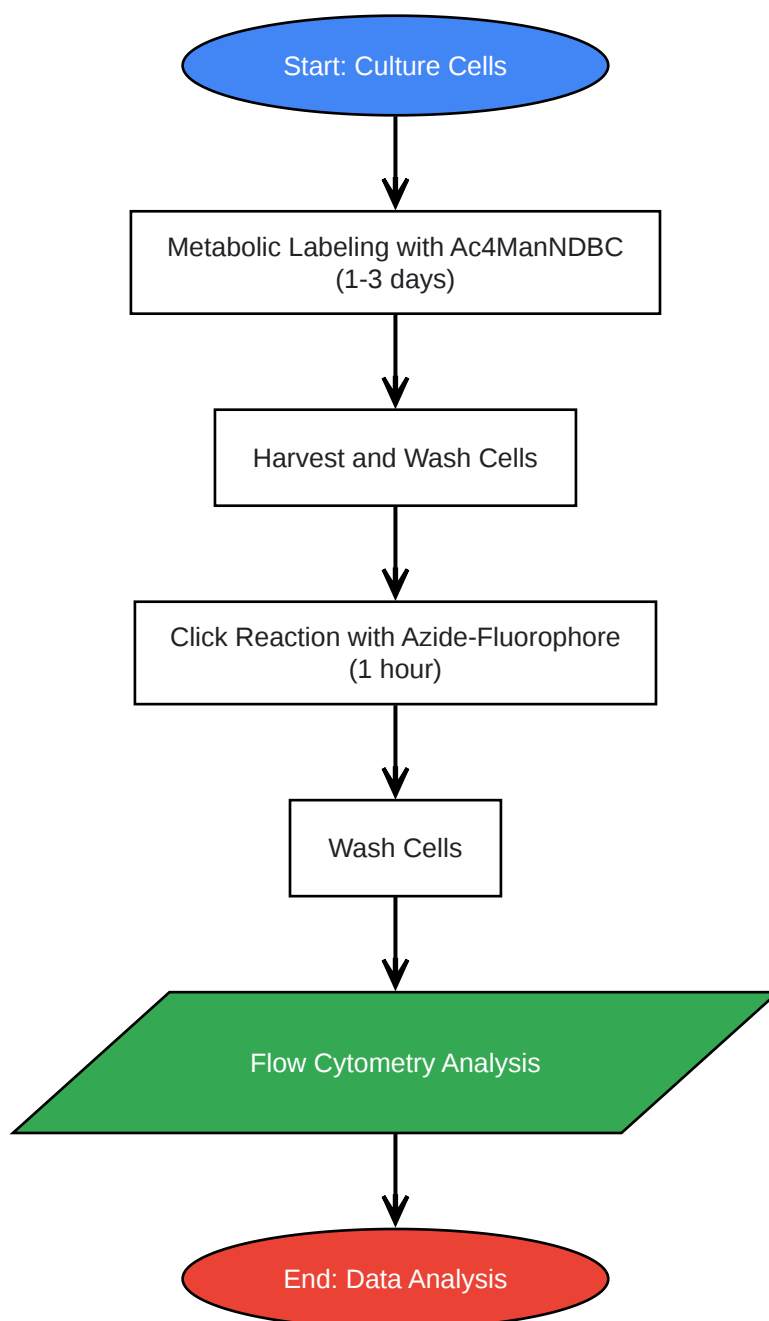 Start: Culture Cells
Metabolic Labeling with Ac4ManNDBC
(1-3 days)
Harvest and Wash Cells
Click Reaction with Azide-Fluorophore
(1 hour)
Wash Cells
Flow Cytometry Analysis
End: Data Analysis